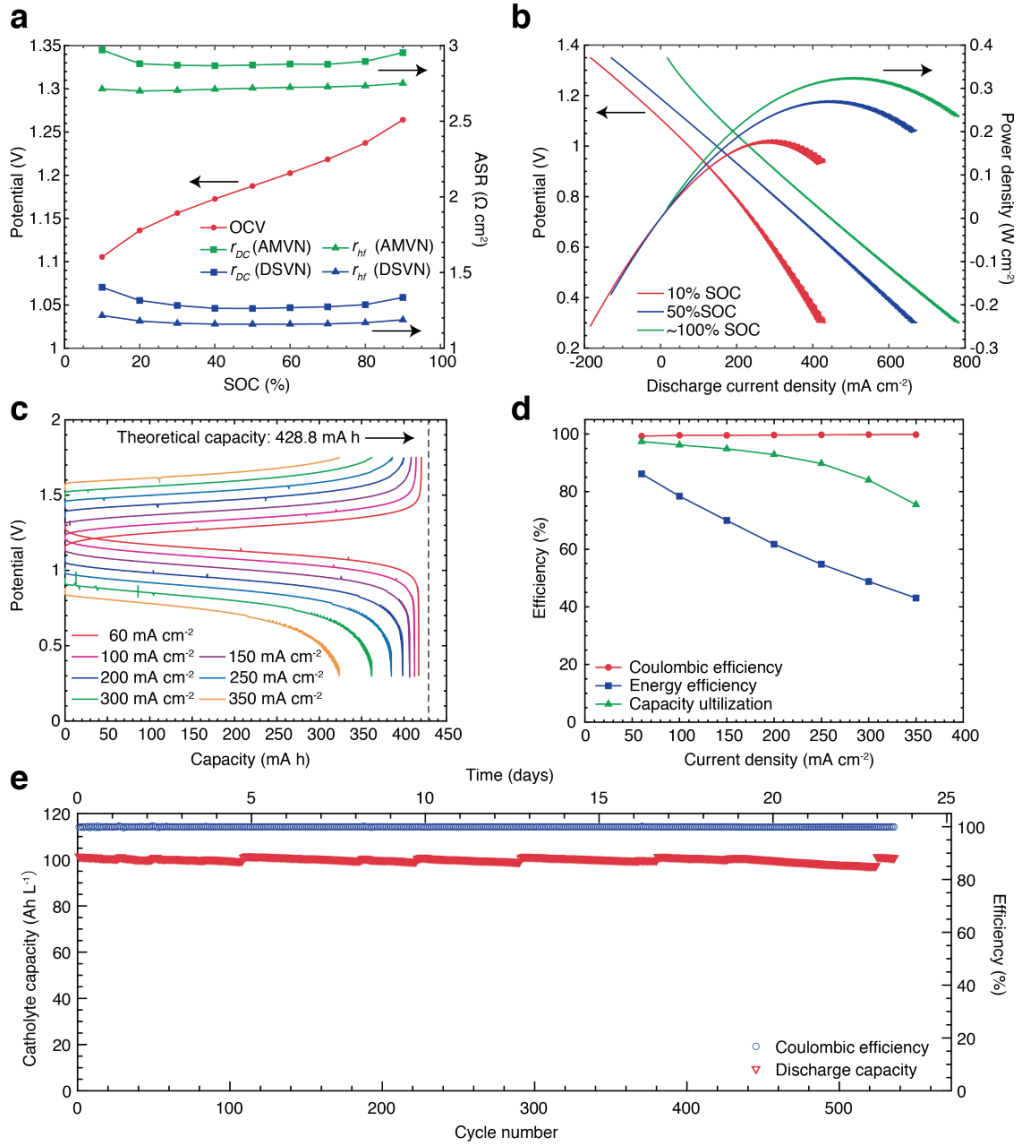 a
1.35
1.3
1.25
1.2
1.15
1.1
1.05
1
Potential (V)
3
2.5
2
1.5
1
ASR
(Ω cm²)
OCV
r_DC (AMVN)
r_hf (AMVN)
r_DC (DSVN)
r_hf (DSVN)
0 20 40 60 80 100
SOC (%)
b
1.4
1.2
1
0.8
0.6
0.4
0.2
Potential (V)
0.4
0.3
0.2
0.1
0
-0.1
-0.2
-0.3
Power density (W cm⁻²)
10% SOC
50%SOC
~100% SOC
-200 0 200 400 600 800
Discharge current density (mA cm⁻²)
c
2
1.5
1
0.5
0
Potential (V)
Theoretical capacity: 428.8 mA h
60 mA cm⁻²
100 mA cm⁻² 150 mA cm⁻²
200 mA cm⁻² 250 mA cm⁻²
300 mA cm⁻² 350 mA cm⁻²
0 50 100 150 200 250 300 350 400 450
Capacity (mA h)
d
100
80
60
40
20
0
Efficiency (%)
Coulombic efficiency
Energy efficiency
Capacity ultilization
0 50 100 150 200 250 300 350 400
Current density (mA cm⁻²)
e
Time (days)
0 5 10 15 20 25
120
100
80
60
40
20
0
Catholyte capacity (Ah L⁻¹)
100
80
60
40
20
0
Efficiency (%)
Coulombic efficiency
Discharge capacity
0 100 200 300 400 500
Cycle number